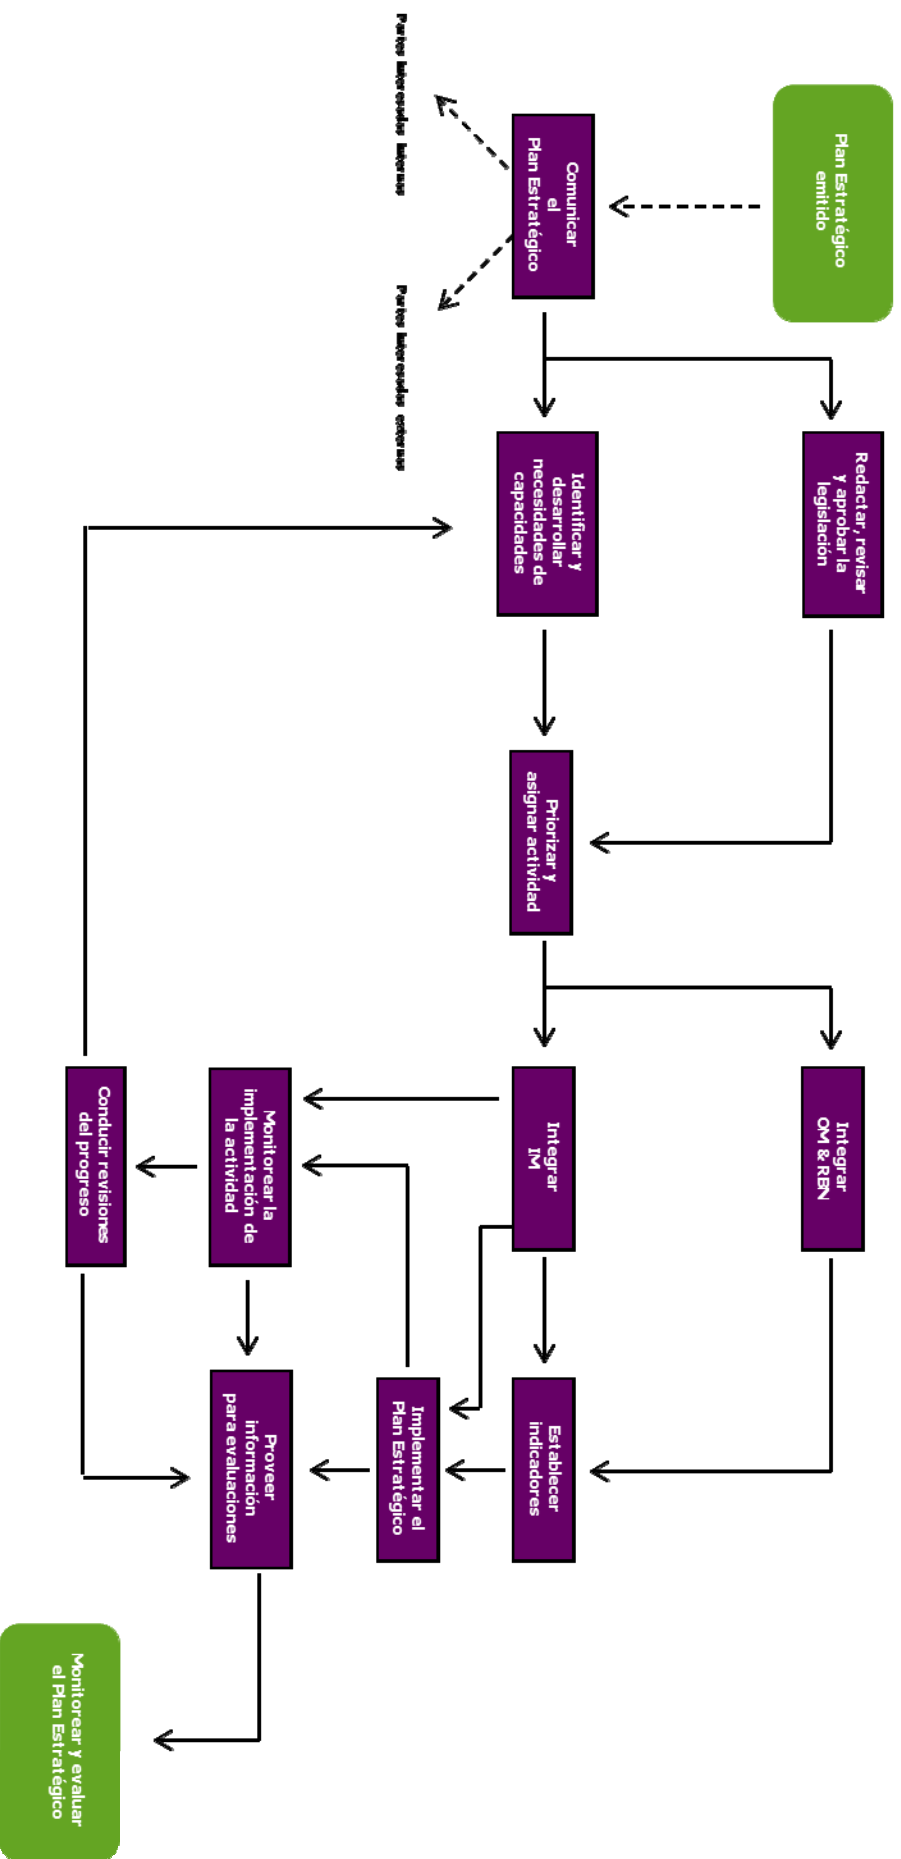 Plan Estratégico
emitido
Comunicar
el
Plan Estratégico
Partes interesadas internas
Partes interesadas externas
Redactar, revisar
y aprobar la
legislación
Identificar y
desarrollar
necesidades de
capacidades
Priorizar y
asignar actividad
Integrar
OM & RBN
Integrar
IM
Establecer
indicadores
Implementar el
Plan Estratégico
Monitorear la
implementación de
la actividad
Proveer
información
para evaluaciones
Conducir revisiones
del progreso
Monitorear y evaluar
el Plan Estratégico